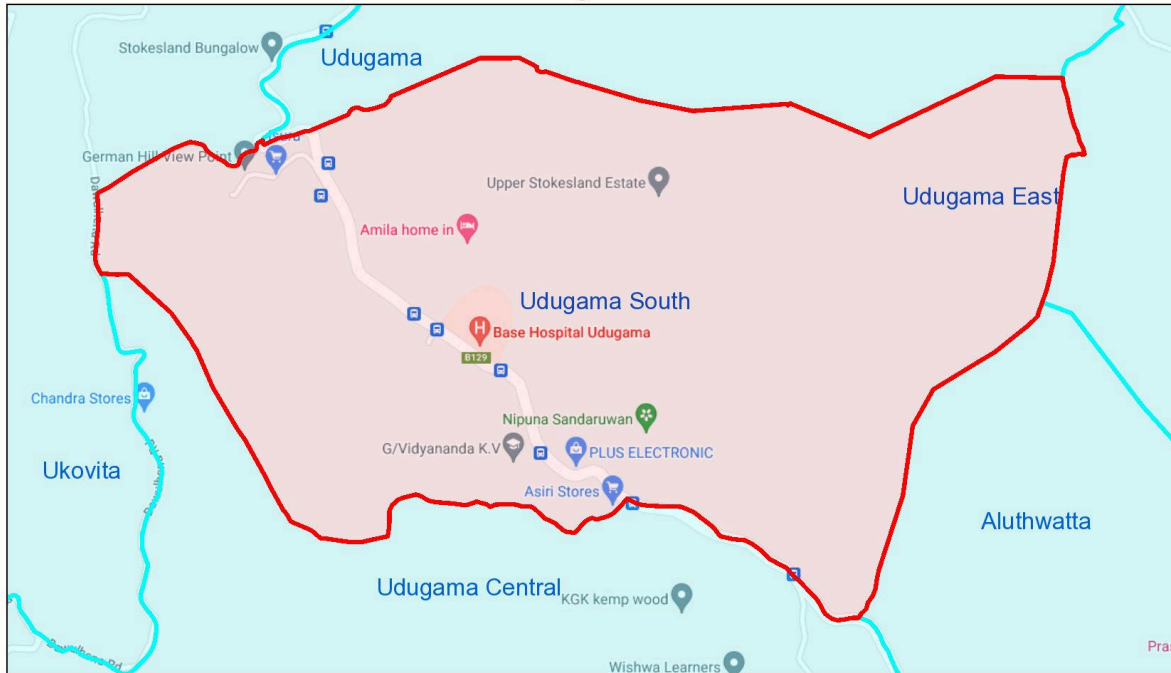 Stokesland Bungalow
Udugama
German Hill View Point
Upper Stokesland Estate
Udugama East
Amila home in
Udugama South
Base Hospital Udugama
B129
Chandra Stores
Nipuna Sandaruwan
G/Vidyananda K.V
PLUS ELECTRONIC
Ukovita
Asiri Stores
Aluthwatta
Udugama Central
KGK kemp wood
Wishwa Learners
Pras